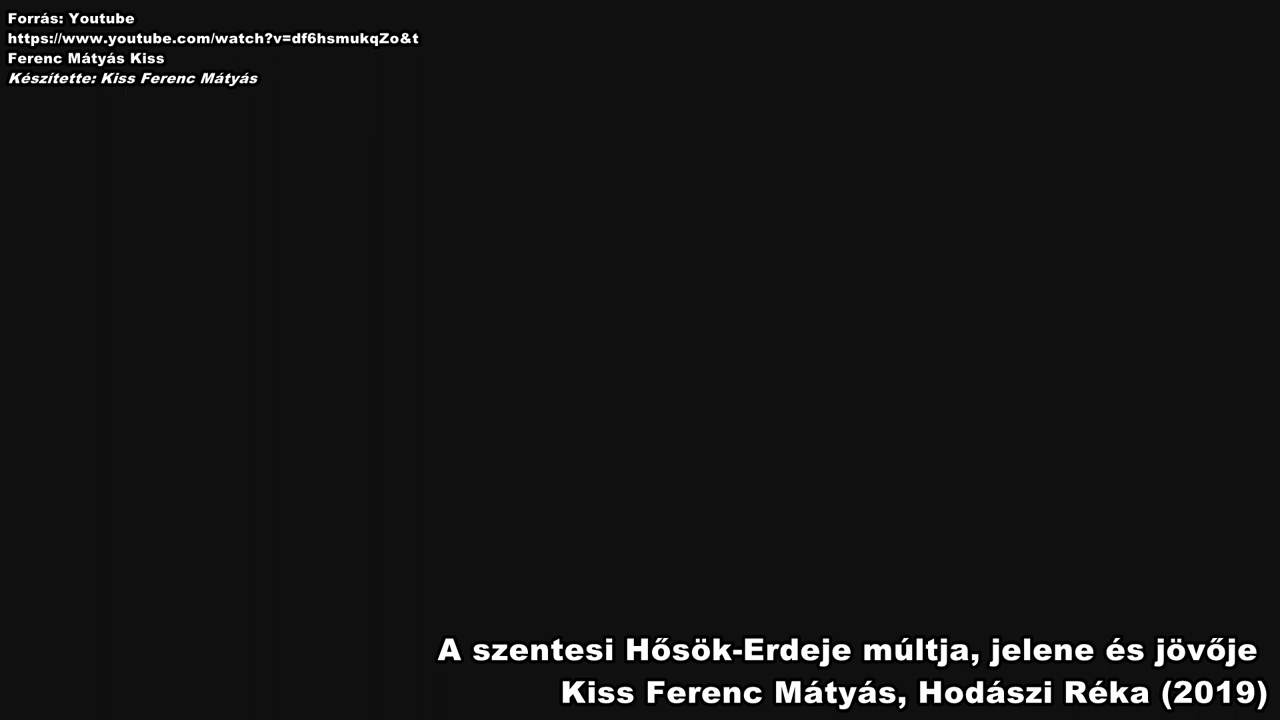 Forrás: Youtube
https://www.youtube.com/watch?v=df6hsmukqZo&t
Ferenc Mátyás Kiss
Készítette: Kiss Ferenc Mátyás
A szentesi Hősök-Erdeje múltja, jelene és jövője
Kiss Ferenc Mátyás, Hodászi Réka (2019)